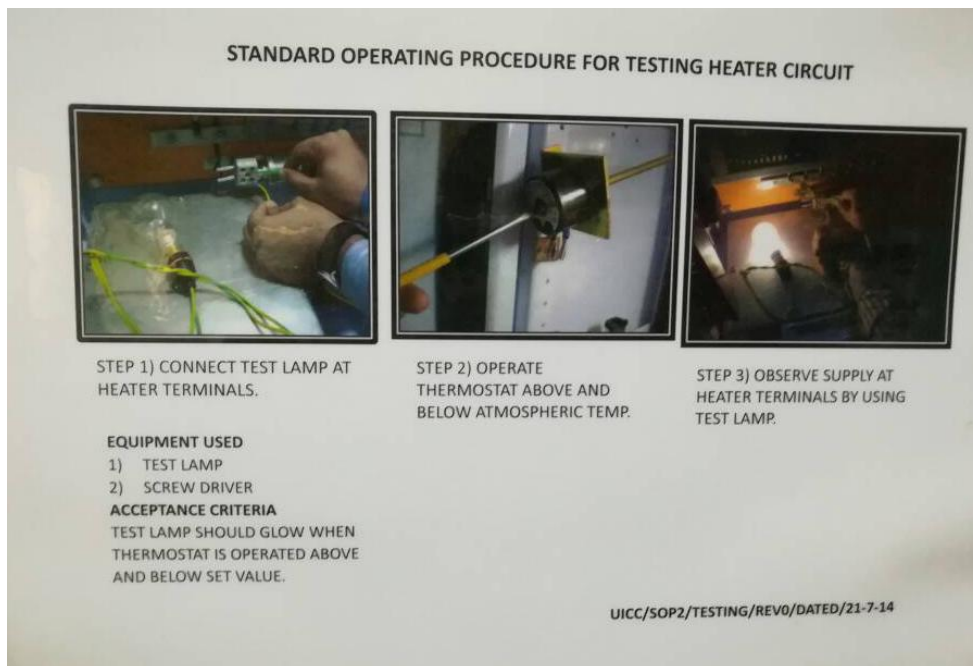 STANDARD OPERATING PROCEDURE FOR TESTING HEATER CIRCUIT
STEP 1) CONNECT TEST LAMP AT
HEATER TERMINALS.
STEP 2) OPERATE
THERMOSTAT ABOVE AND
BELOW ATMOSPHERIC TEMP.
STEP 3) OBSERVE SUPPLY AT
HEATER TERMINALS BY USING
TEST LAMP.
EQUIPMENT USED
1) TEST LAMP
2) SCREW DRIVER
ACCEPTANCE CRITERIA
TEST LAMP SHOULD GLOW WHEN
THERMOSTAT IS OPERATED ABOVE
AND BELOW SET VALUE.
UICC/SOP2/TESTING/REV0/DATED/21-7-14